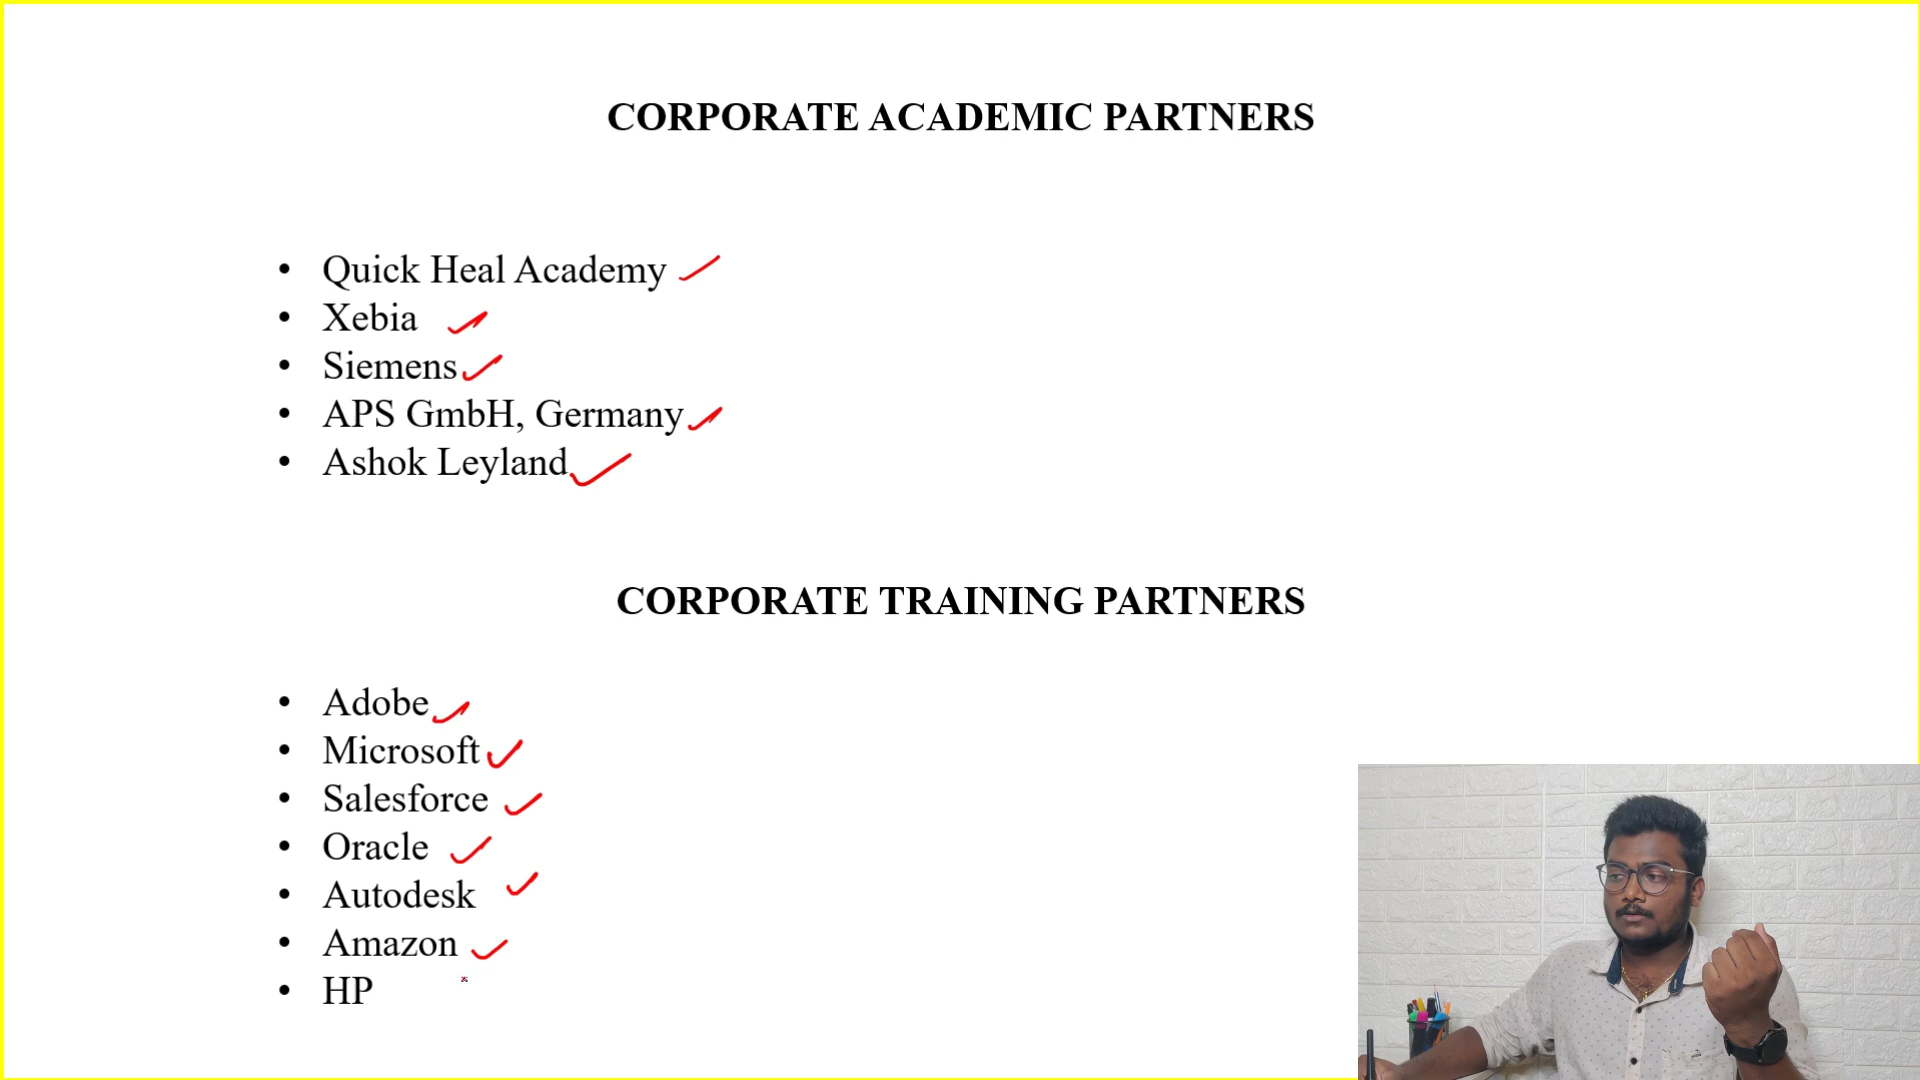 CORPORATE ACADEMIC PARTNERS
• Quick Heal Academy
• Xebia
• Siemens
• APS GmbH, Germany
• Ashok Leyland
CORPORATE TRAINING PARTNERS
• Adobe
• Microsoft
• Salesforce
• Oracle
• Autodesk
• Amazon
• HP